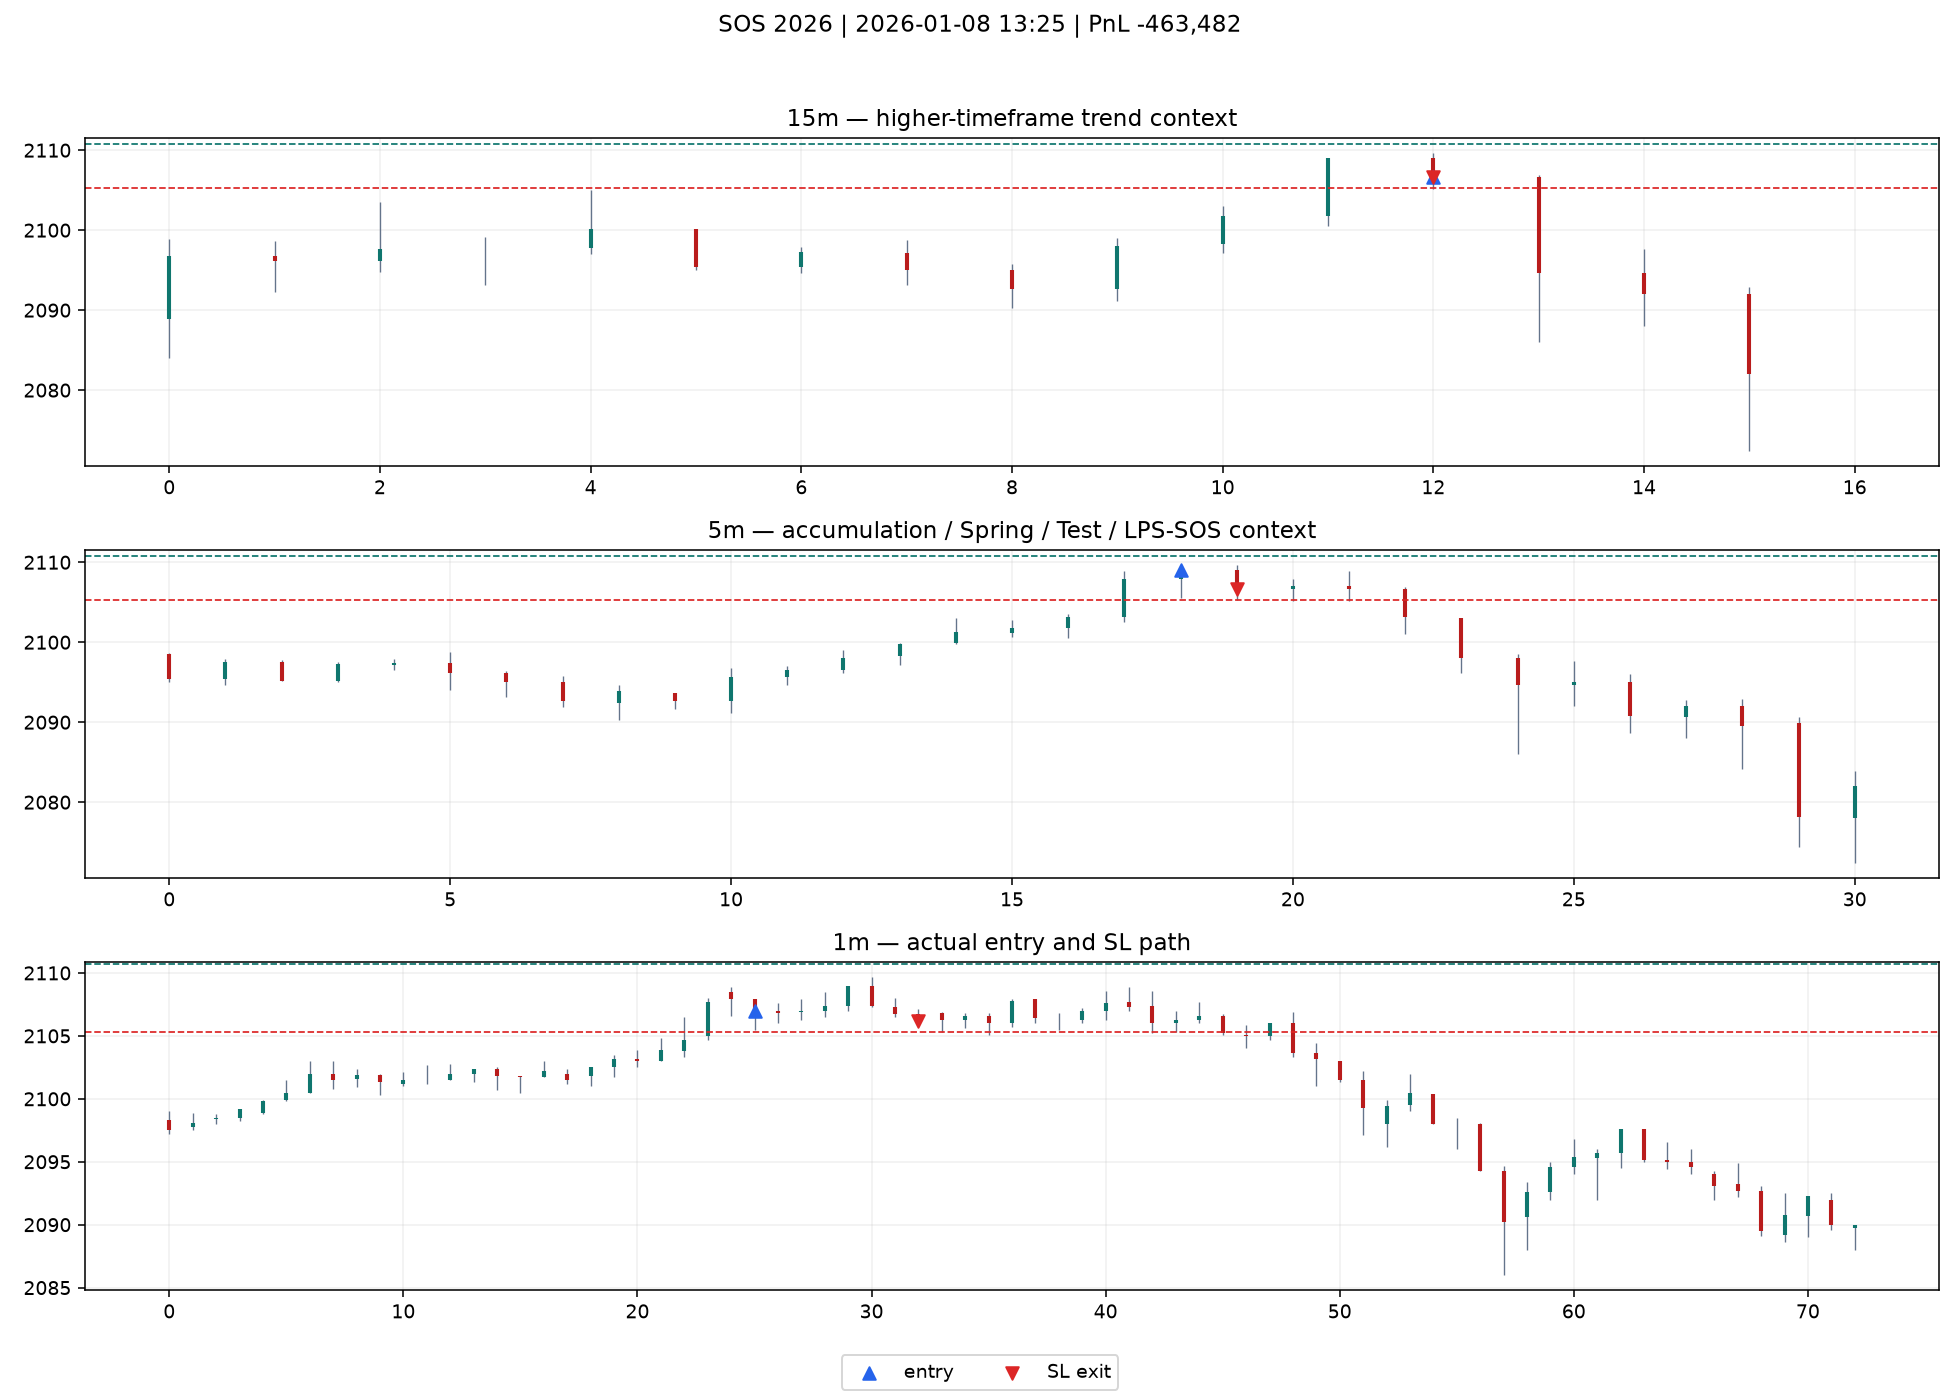 SOS 2026 | 2026-01-08 13:25 | PnL -463,482
15m — higher-timeframe trend context
2110
2100
2090
2080
0 2 4 6 8 10 12 14 16
5m — accumulation / Spring / Test / LPS-SOS context
2110
2100
2090
2080
0 5 10 15 20 25 30
1m — actual entry and SL path
2110
2105
2100
2095
2090
2085
0 10 20 30 40 50 60 70
entry SL exit